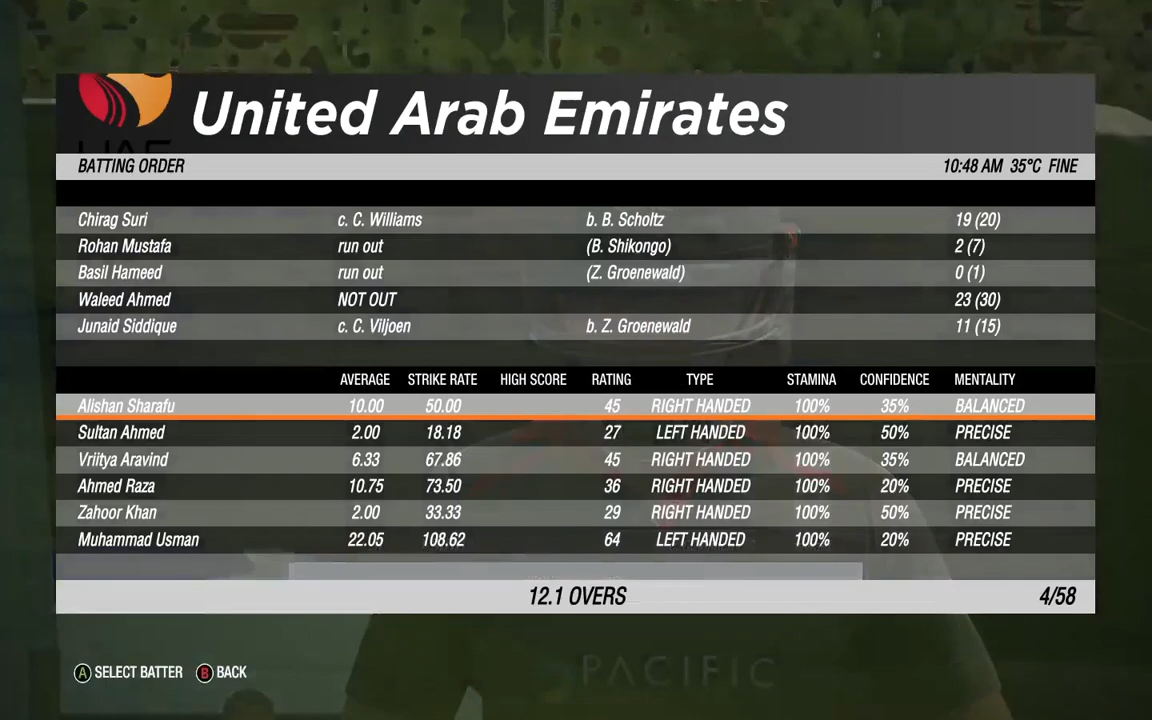 United Arab Emirates
UAE
BATTING ORDER 10:48 AM 35°C FINE
Chirag Suri c. C. Williams b. B. Scholtz 19 (20)
Rohan Mustafa run out (B. Shikongo) 2 (7)
Basil Hameed run out (Z. Groenewald) 0 (1)
Waleed Ahmed NOT OUT 23 (30)
Junaid Siddique c. C. Viljoen b. Z. Groenewald 11 (15)
AVERAGE STRIKE RATE HIGH SCORE RATING TYPE STAMINA CONFIDENCE MENTALITY
Alishan Sharafu 10.00 50.00 45 RIGHT HANDED 100% 35% BALANCED
Sultan Ahmed 2.00 18.18 27 LEFT HANDED 100% 50% PRECISE
Vriitya Aravind 6.33 67.86 45 RIGHT HANDED 100% 35% BALANCED
Ahmed Raza 10.75 73.50 36 RIGHT HANDED 100% 20% PRECISE
Zahoor Khan 2.00 33.33 29 RIGHT HANDED 100% 50% PRECISE
Muhammad Usman 22.05 108.62 64 LEFT HANDED 100% 20% PRECISE
12.1 OVERS 4/58
PACIFIC
A SELECT BATTER B BACK